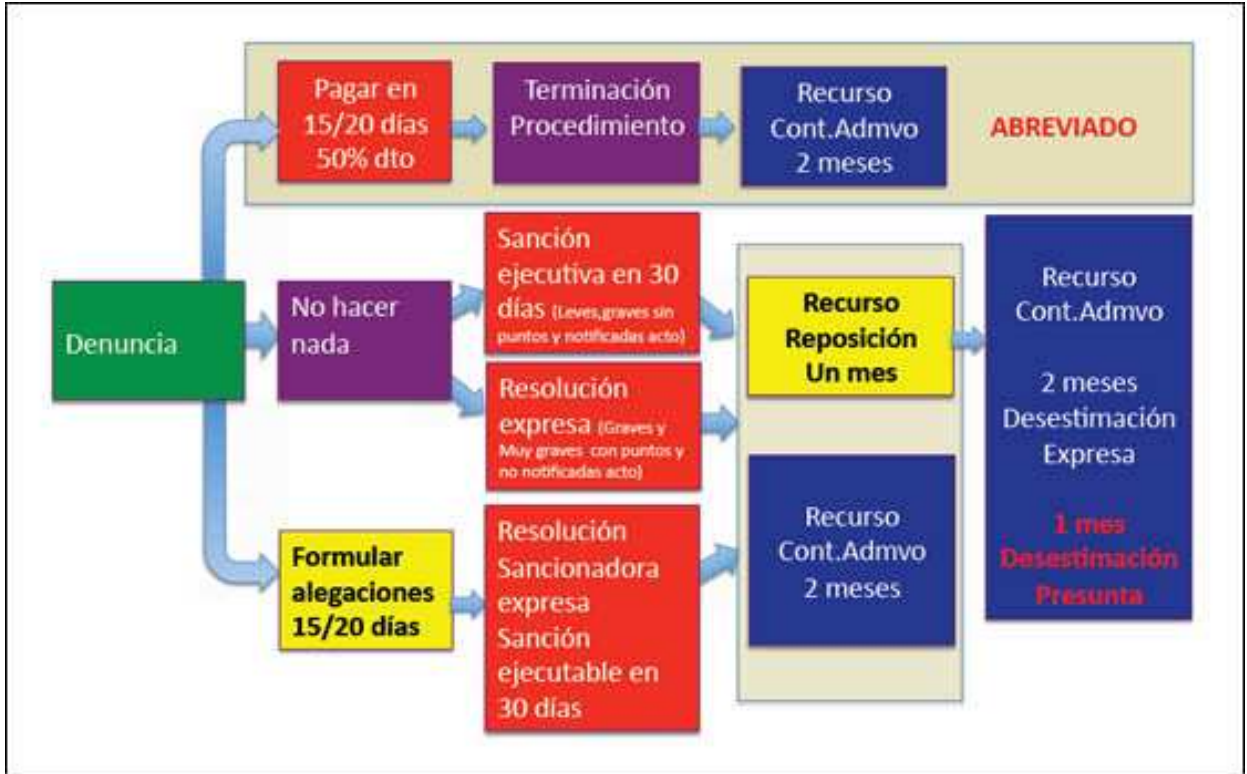 Pagar en
15/20 días
50% dto
Terminación
Procedimiento
Recurso
Cont.Admvo
2 meses
ABREVIADO
Denuncia
No hacer
nada
Sanción
ejecutiva en 30
días (Leves,graves sin
puntos y notificadas acto)
Resolución
expresa (Graves y
Muy graves con puntos y
no notificadas acto)
Recurso
Reposición
Un mes
Recurso
Cont.Admvo
2 meses
Desestimación
Expresa
1 mes
Desestimación
Presunta
Formular
alegaciones
15/20 días
Resolución
Sancionadora
expresa
Sanción
ejecutable en
30 días
Recurso
Cont.Admvo
2 meses